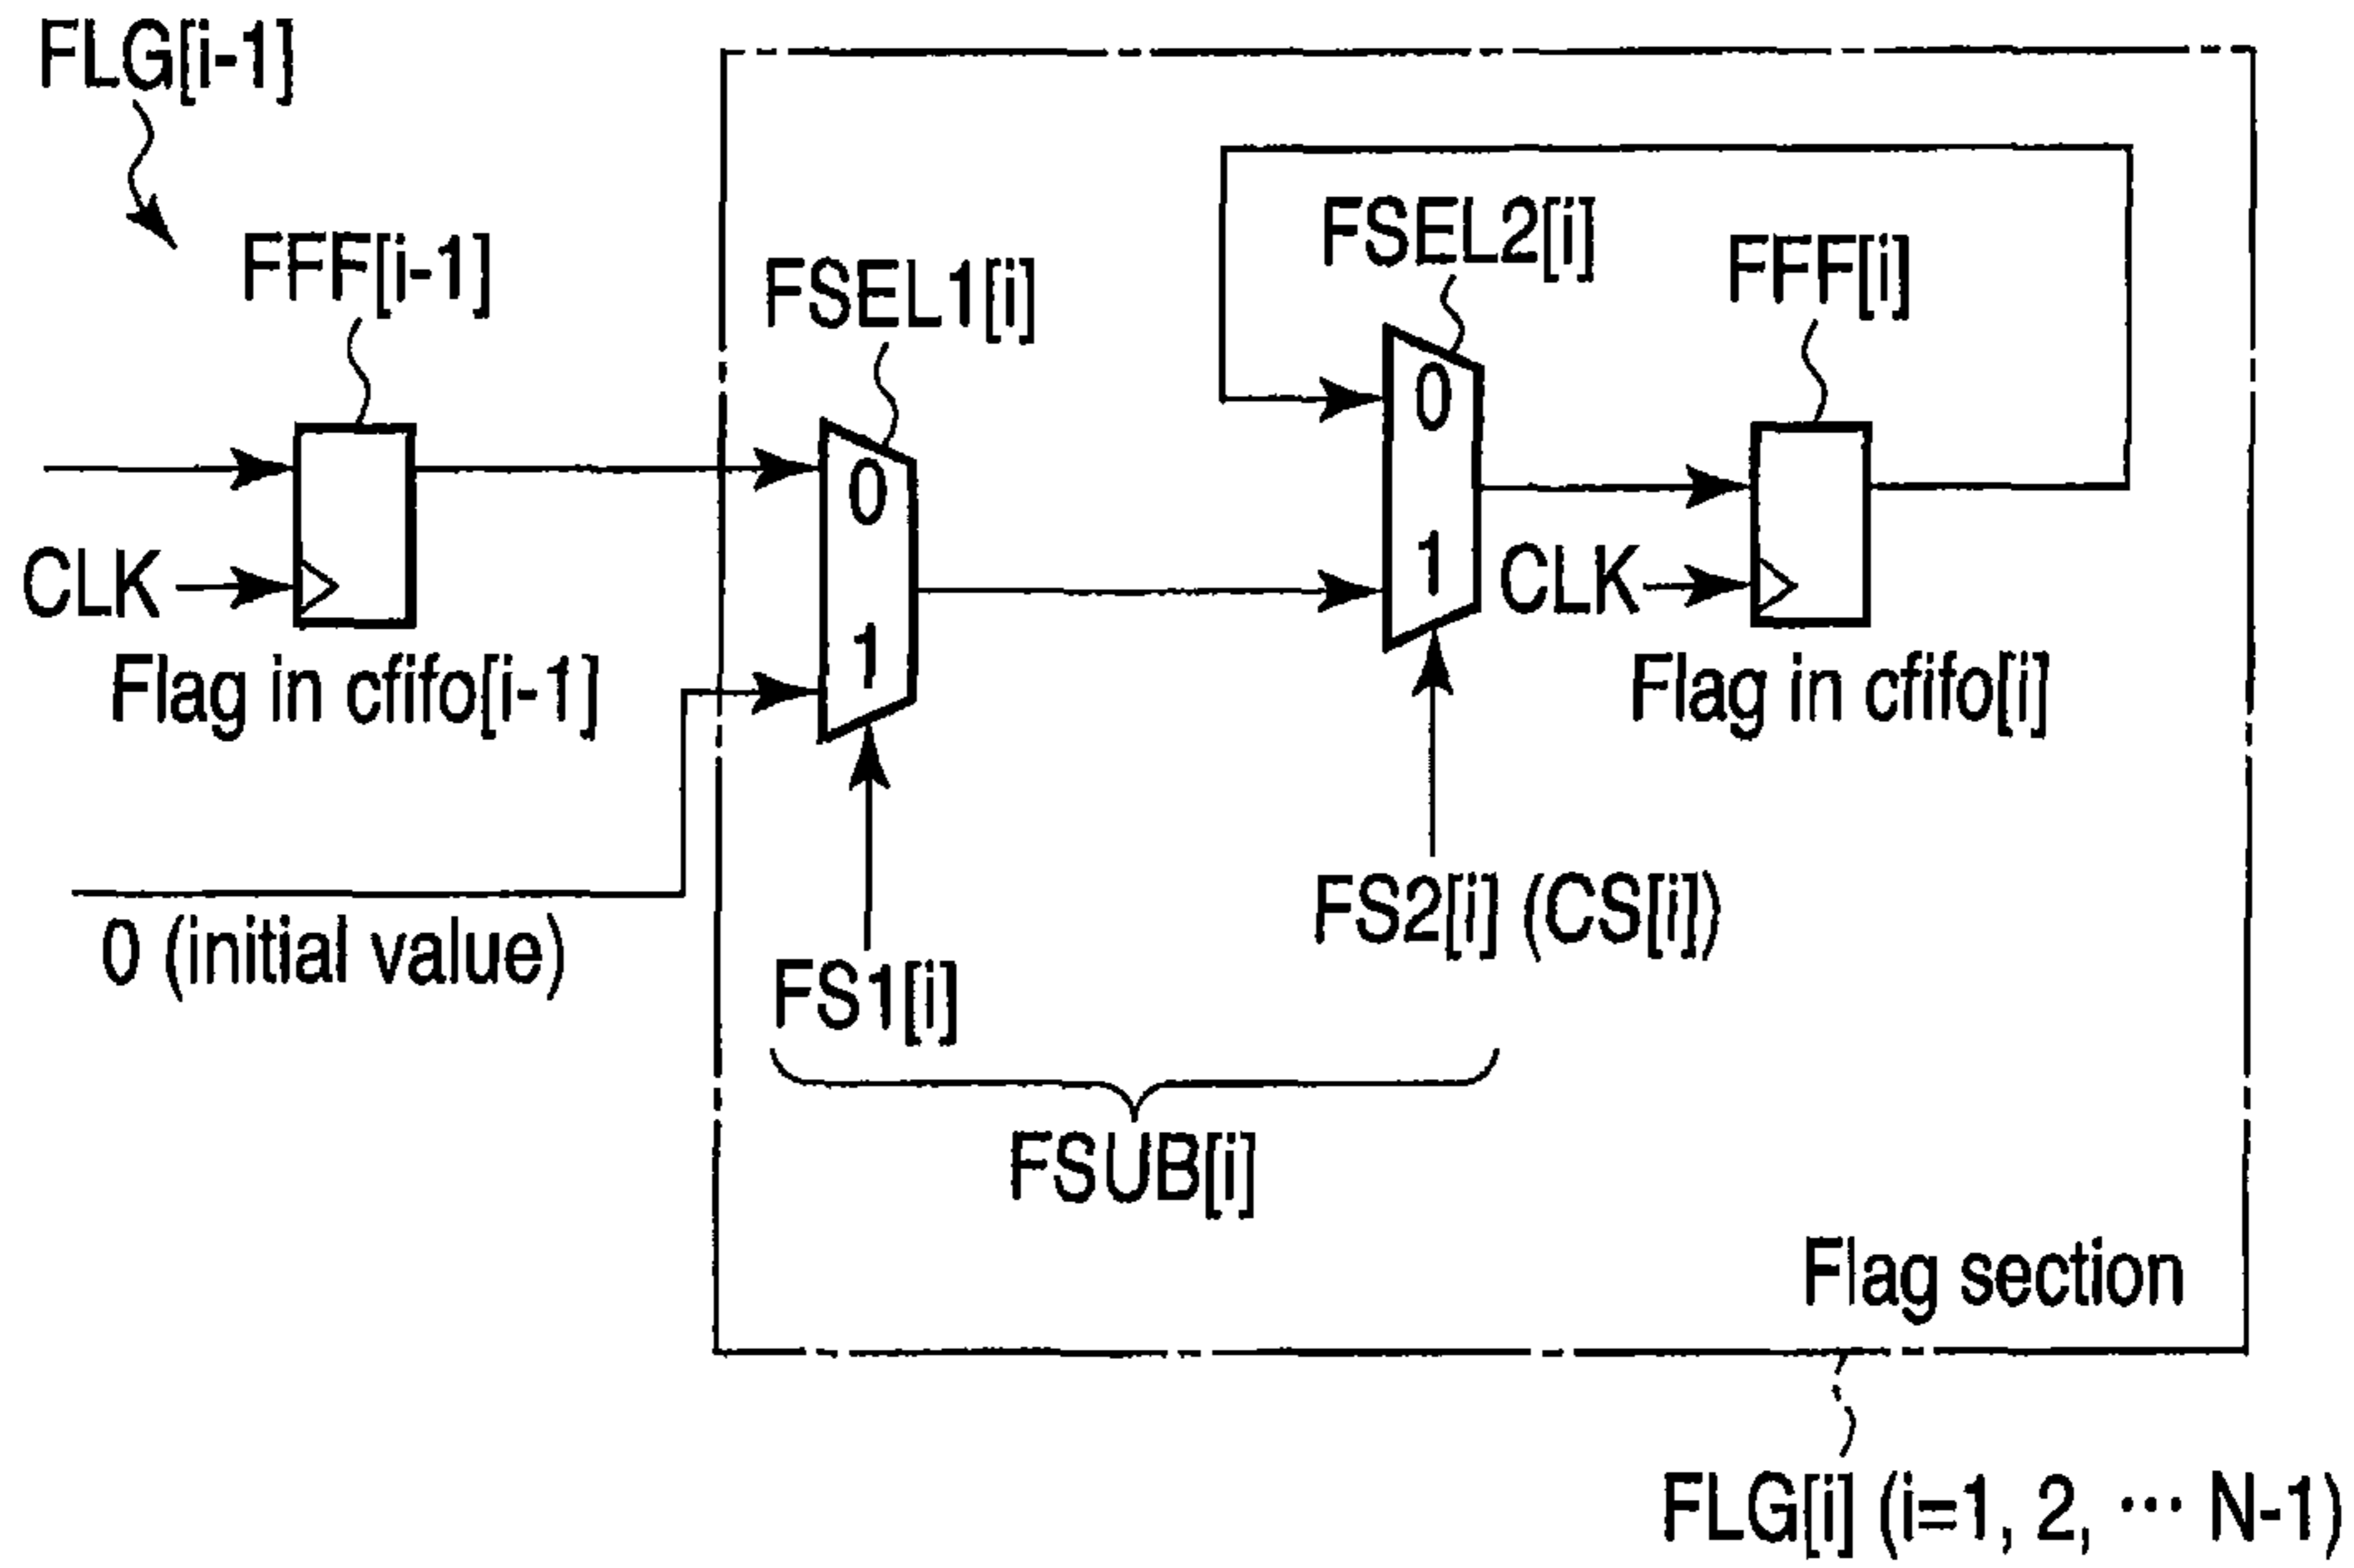 FLG[i-1]
FFF[i-1]
FSEL1[i]
FSEL2[i]
FFF[i]
0
1
0
1
CLK
CLK
Flag in cfifo[i-1]
Flag in cfifo[i]
0 (initial value)
FS1[i]
FS2[i] (CS[i])
FSUB[i]
Flag section
FLG[i] (i=1, 2, ··· N-1)